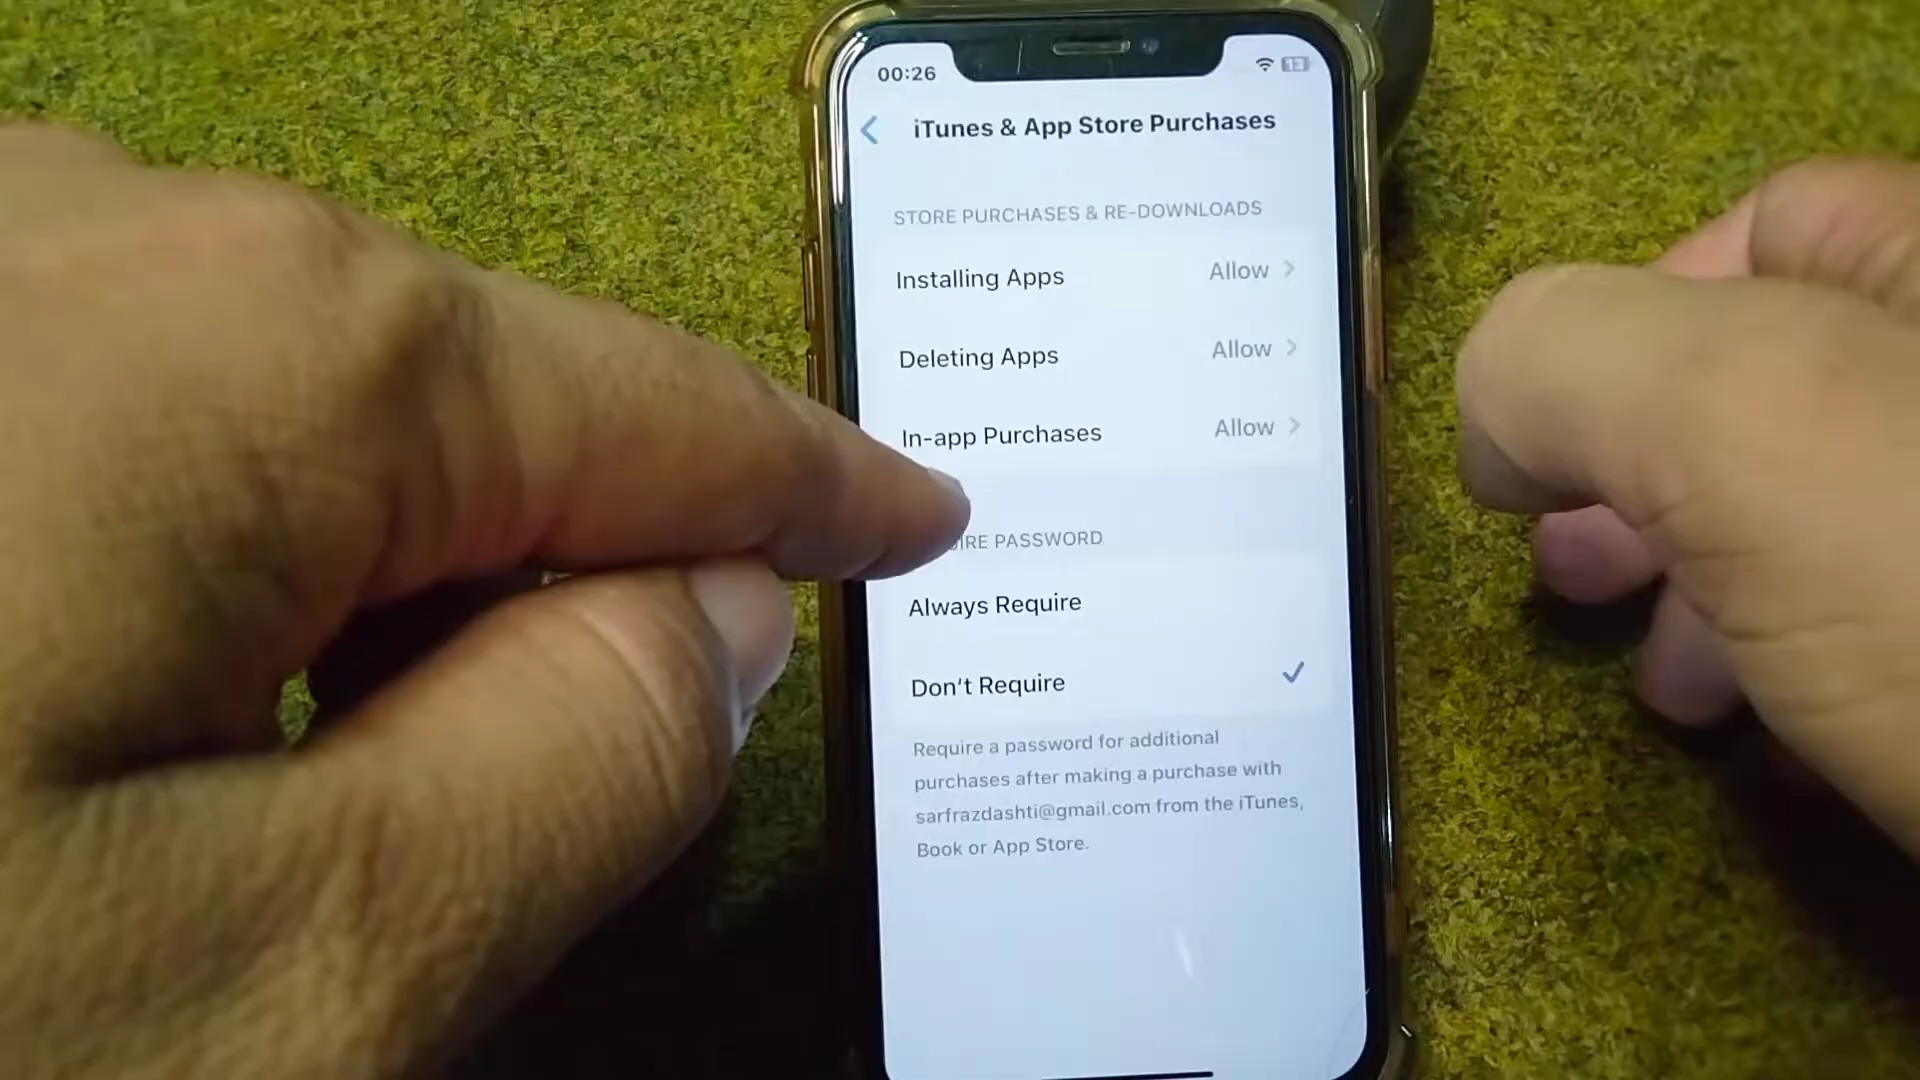 00:26
13
iTunes & App Store Purchases
STORE PURCHASES & RE-DOWNLOADS
Installing Apps Allow
Deleting Apps Allow
In-app Purchases Allow
PASSWORD
Always Require
Don't Require
Require a password for additional
purchases after making a purchase with
sarfrazdashti@gmail.com from the iTunes,
Book or App Store.